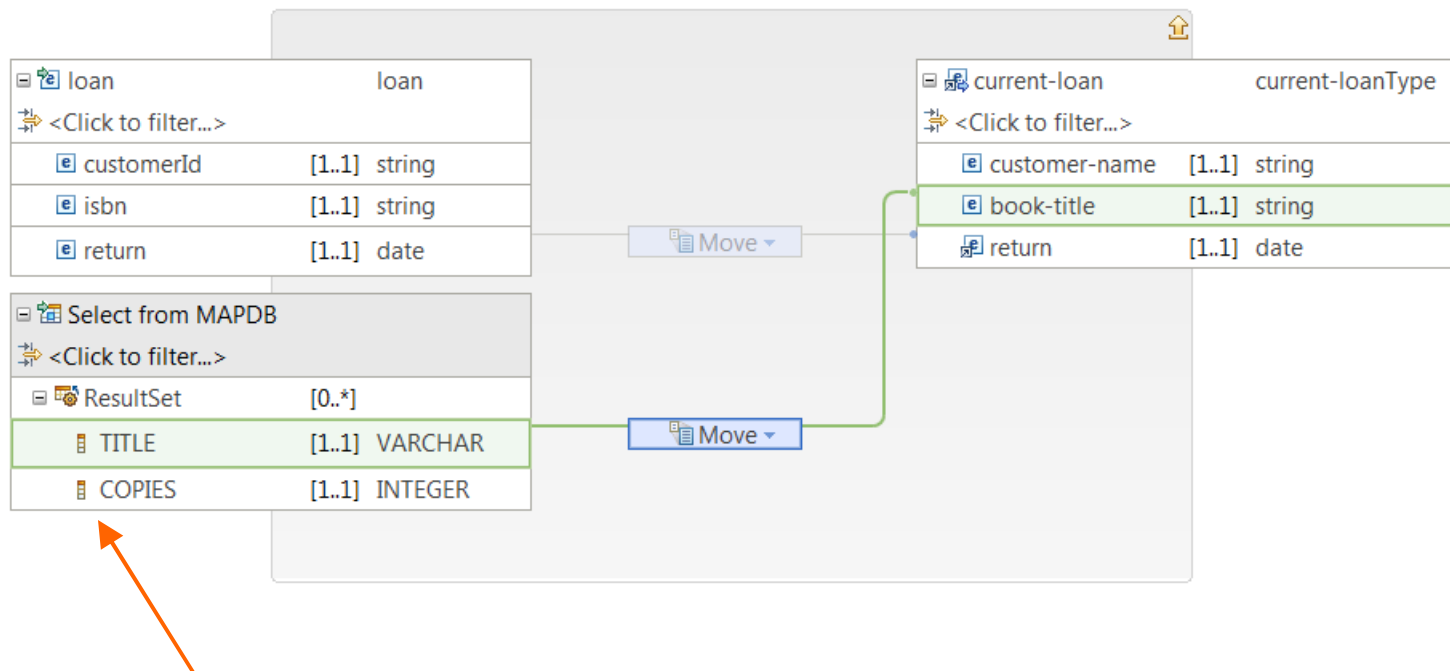 loan loan
<Click to filter...>
customerId [1..1] string
isbn [1..1] string
return [1..1] date
Select from MAPDB
<Click to filter...>
ResultSet [0..*]
TITLE [1..1] VARCHAR
COPIES [1..1] INTEGER
Move
Move
current-loan current-loanType
<Click to filter...>
customer-name [1..1] string
book-title [1..1] string
return [1..1] date